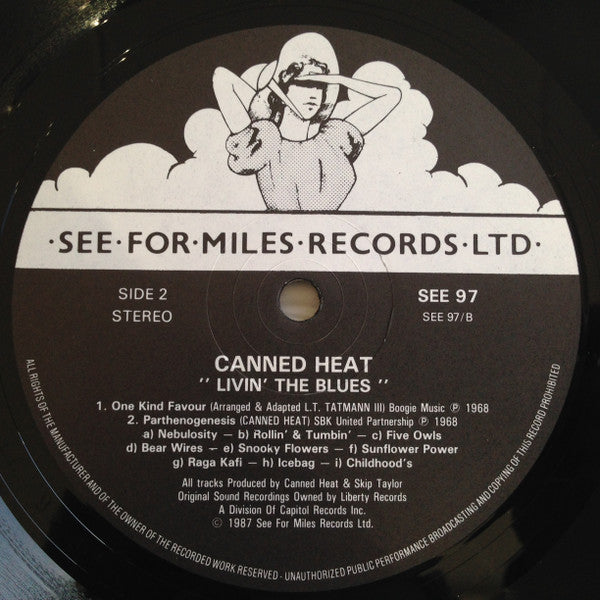 ·SEE·FOR·MILES·RECORDS·LTD·
SIDE 2
STEREO
SEE 97
SEE 97/B
CANNED HEAT
'' LIVIN' THE BLUES ''
1. One Kind Favour (Arranged & Adapted L.T. TATMANN III) Boogie Music ℗ 1968
2. Parthenogenesis (CANNED HEAT) SBK United Partnership ℗ 1968
a) Nebulosity — b) Rollin' & Tumbin' — c) Five Owls
d) Bear Wires — e) Snooky Flowers — f) Sunflower Power
g) Raga Kafi — h) Icebag — i) Childhood's
All tracks Produced by Canned Heat & Skip Taylor
Original Sound Recordings Owned by Liberty Records
A Division Of Capitol Records Inc.
© 1987 See For Miles Records Ltd.
ALL RIGHTS OF THE MANUFACTURER AND OF THE OWNER OF THE RECORDED WORK RESERVED - UNAUTHORIZED PUBLIC PERFORMANCE BROADCASTING AND COPYING OF THIS RECORD PROHIBITED